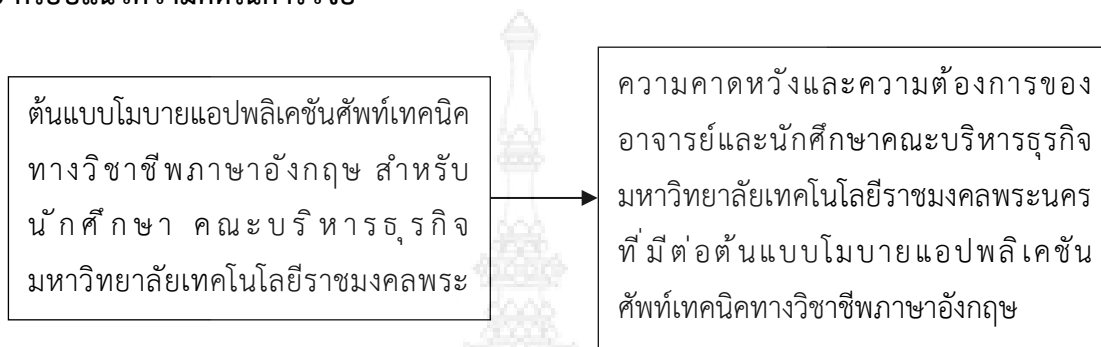 ต้นแบบโมบายแอปพลิเคชันศัพท์เทคนิค
ทางวิชาชีพภาษาอังกฤษ สำหรับ
นักศึกษา คณะบริหารธุรกิจ
มหาวิทยาลัยเทคโนโลยีราชมงคลพระ
ความคาดหวังและความต้องการของ
อาจารย์และนักศึกษาคณะบริหารธุรกิจ
มหาวิทยาลัยเทคโนโลยีราชมงคลพระนคร
ที่มีต่อต้นแบบโมบายแอปพลิเคชัน
ศัพท์เทคนิคทางวิชาชีพภาษาอังกฤษ